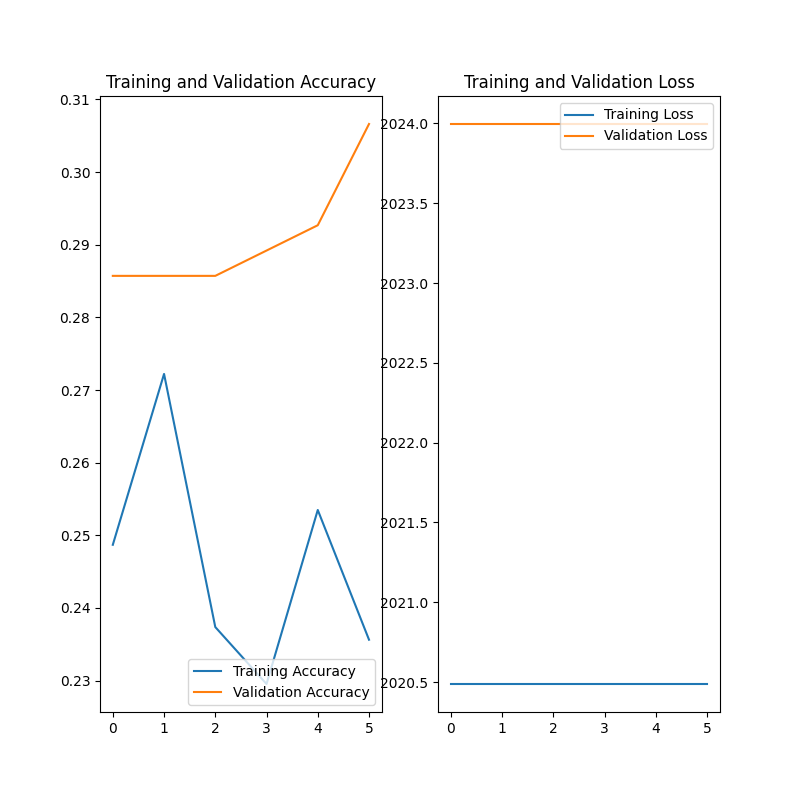 Training and Validation Accuracy
0.31
0.30
0.29
0.28
0.27
0.26
0.25
0.24
0.23
Training Accuracy
Validation Accuracy
0 1 2 3 4 5
Training and Validation Loss
Training Loss
Validation Loss
2024.0
2023.5
2023.0
2022.5
2022.0
2021.5
2021.0
2020.5
0 1 2 3 4 5